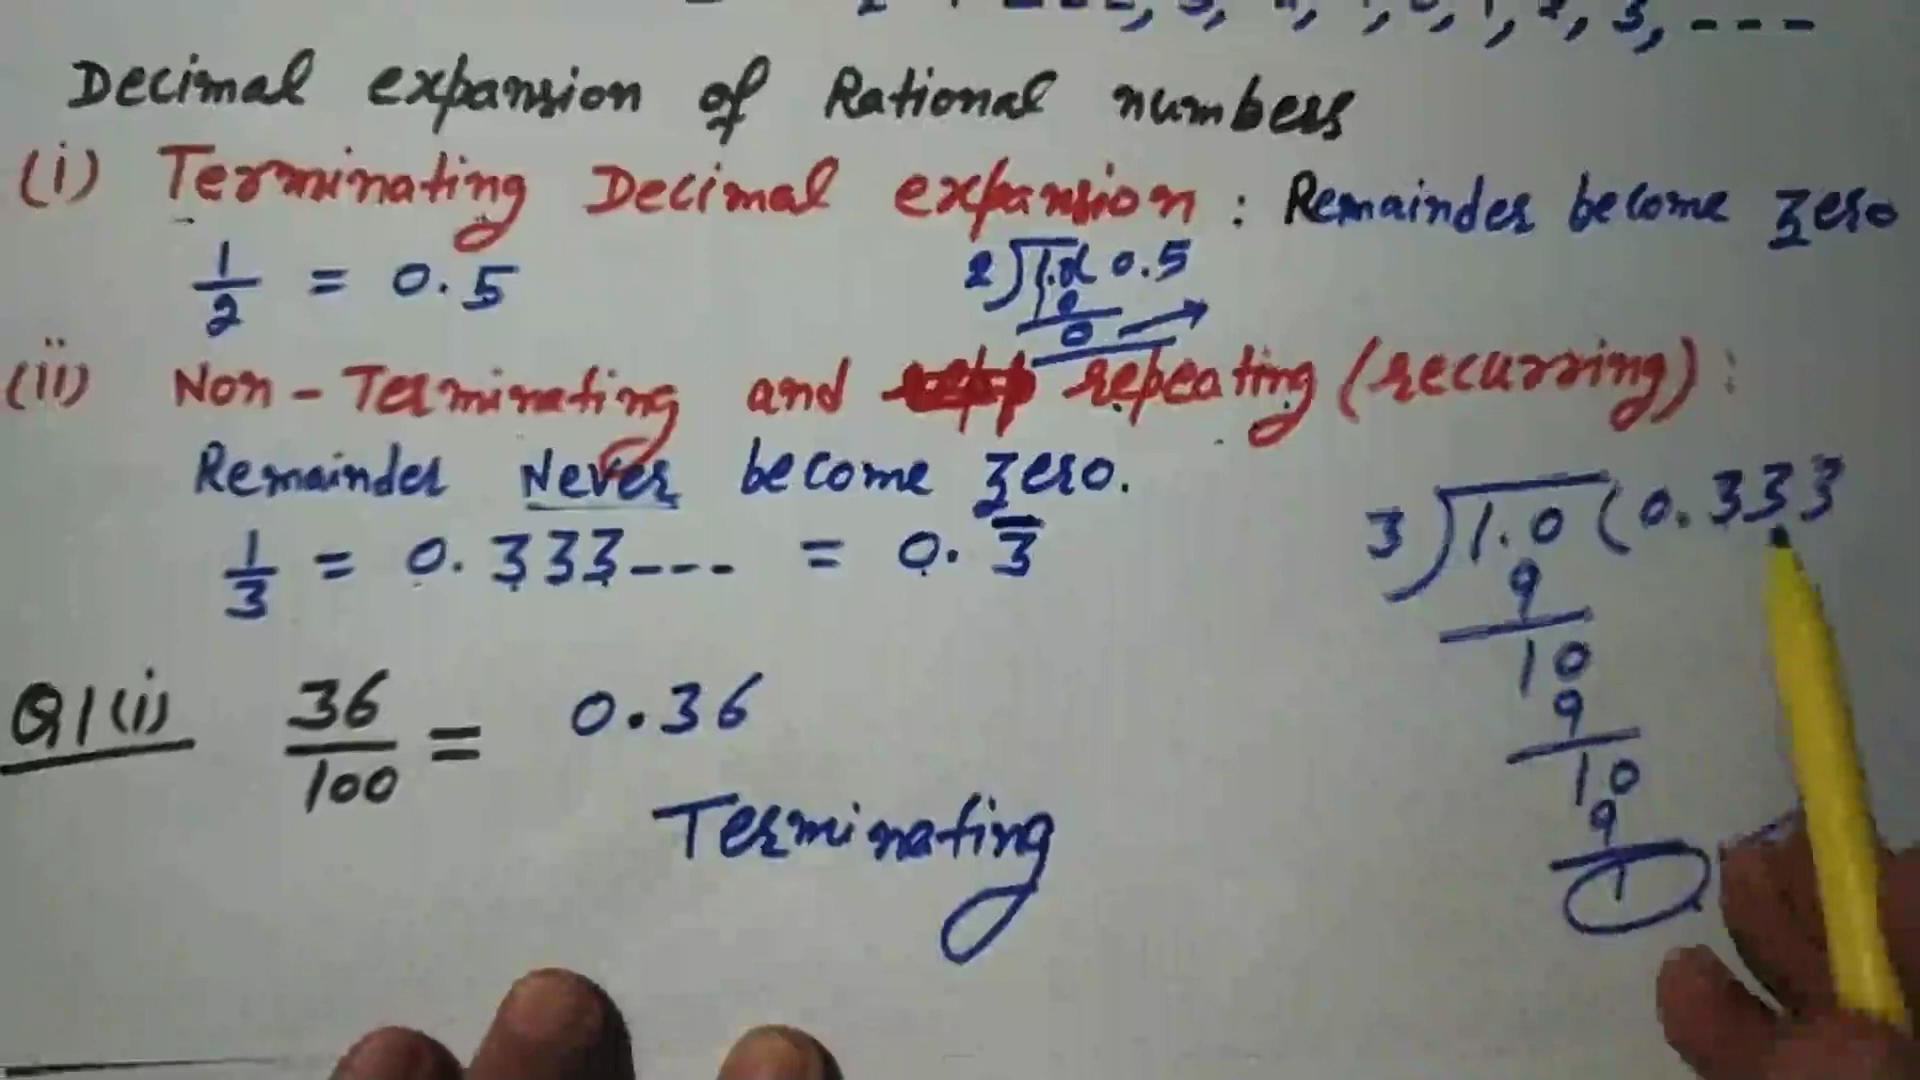 Decimal expansion of Rational numbers
(i) Terminating Decimal expansion : Remainder become zero
1/2 = 0.5
2)1.0 0.5
10
0
(ii) Non-Terminating and repeating (recurring) :
Remainder Never become zero.
1/3 = 0.333--- = 0.3̅
3)1.0(0.333
9
10
9
10
9
1
Q1(i) 36/100 = 0.36
Terminating